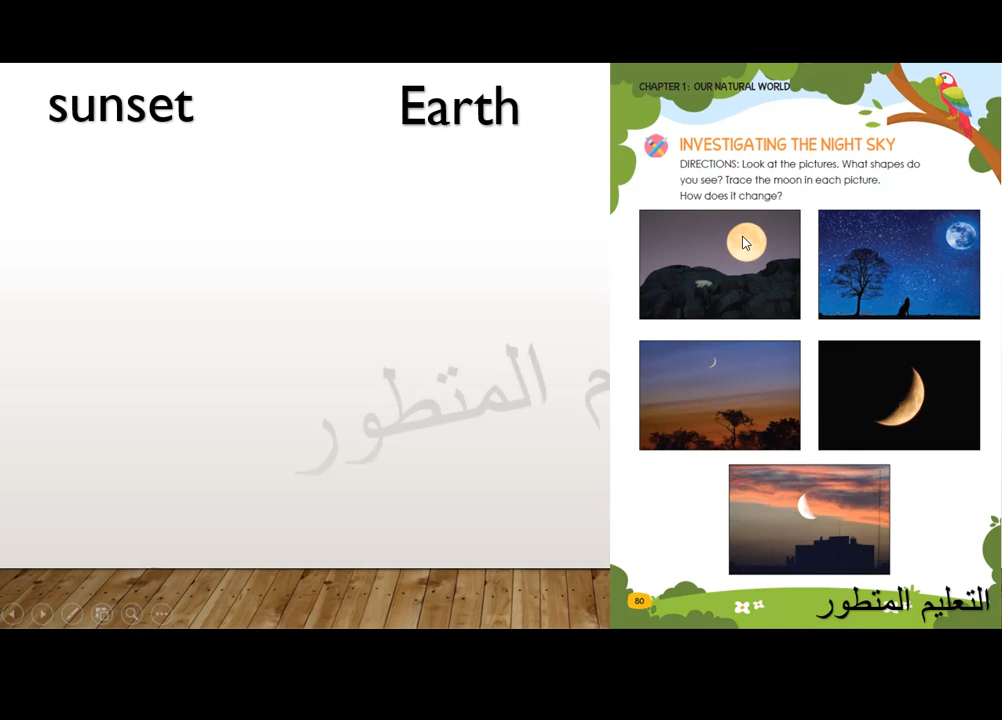 sunset
Earth
CHAPTER 1: OUR NATURAL WORLD
INVESTIGATING THE NIGHT SKY
DIRECTIONS: Look at the pictures. What shapes do
you see? Trace the moon in each picture.
How does it change?
م المتطور
80
التعليم المتطور